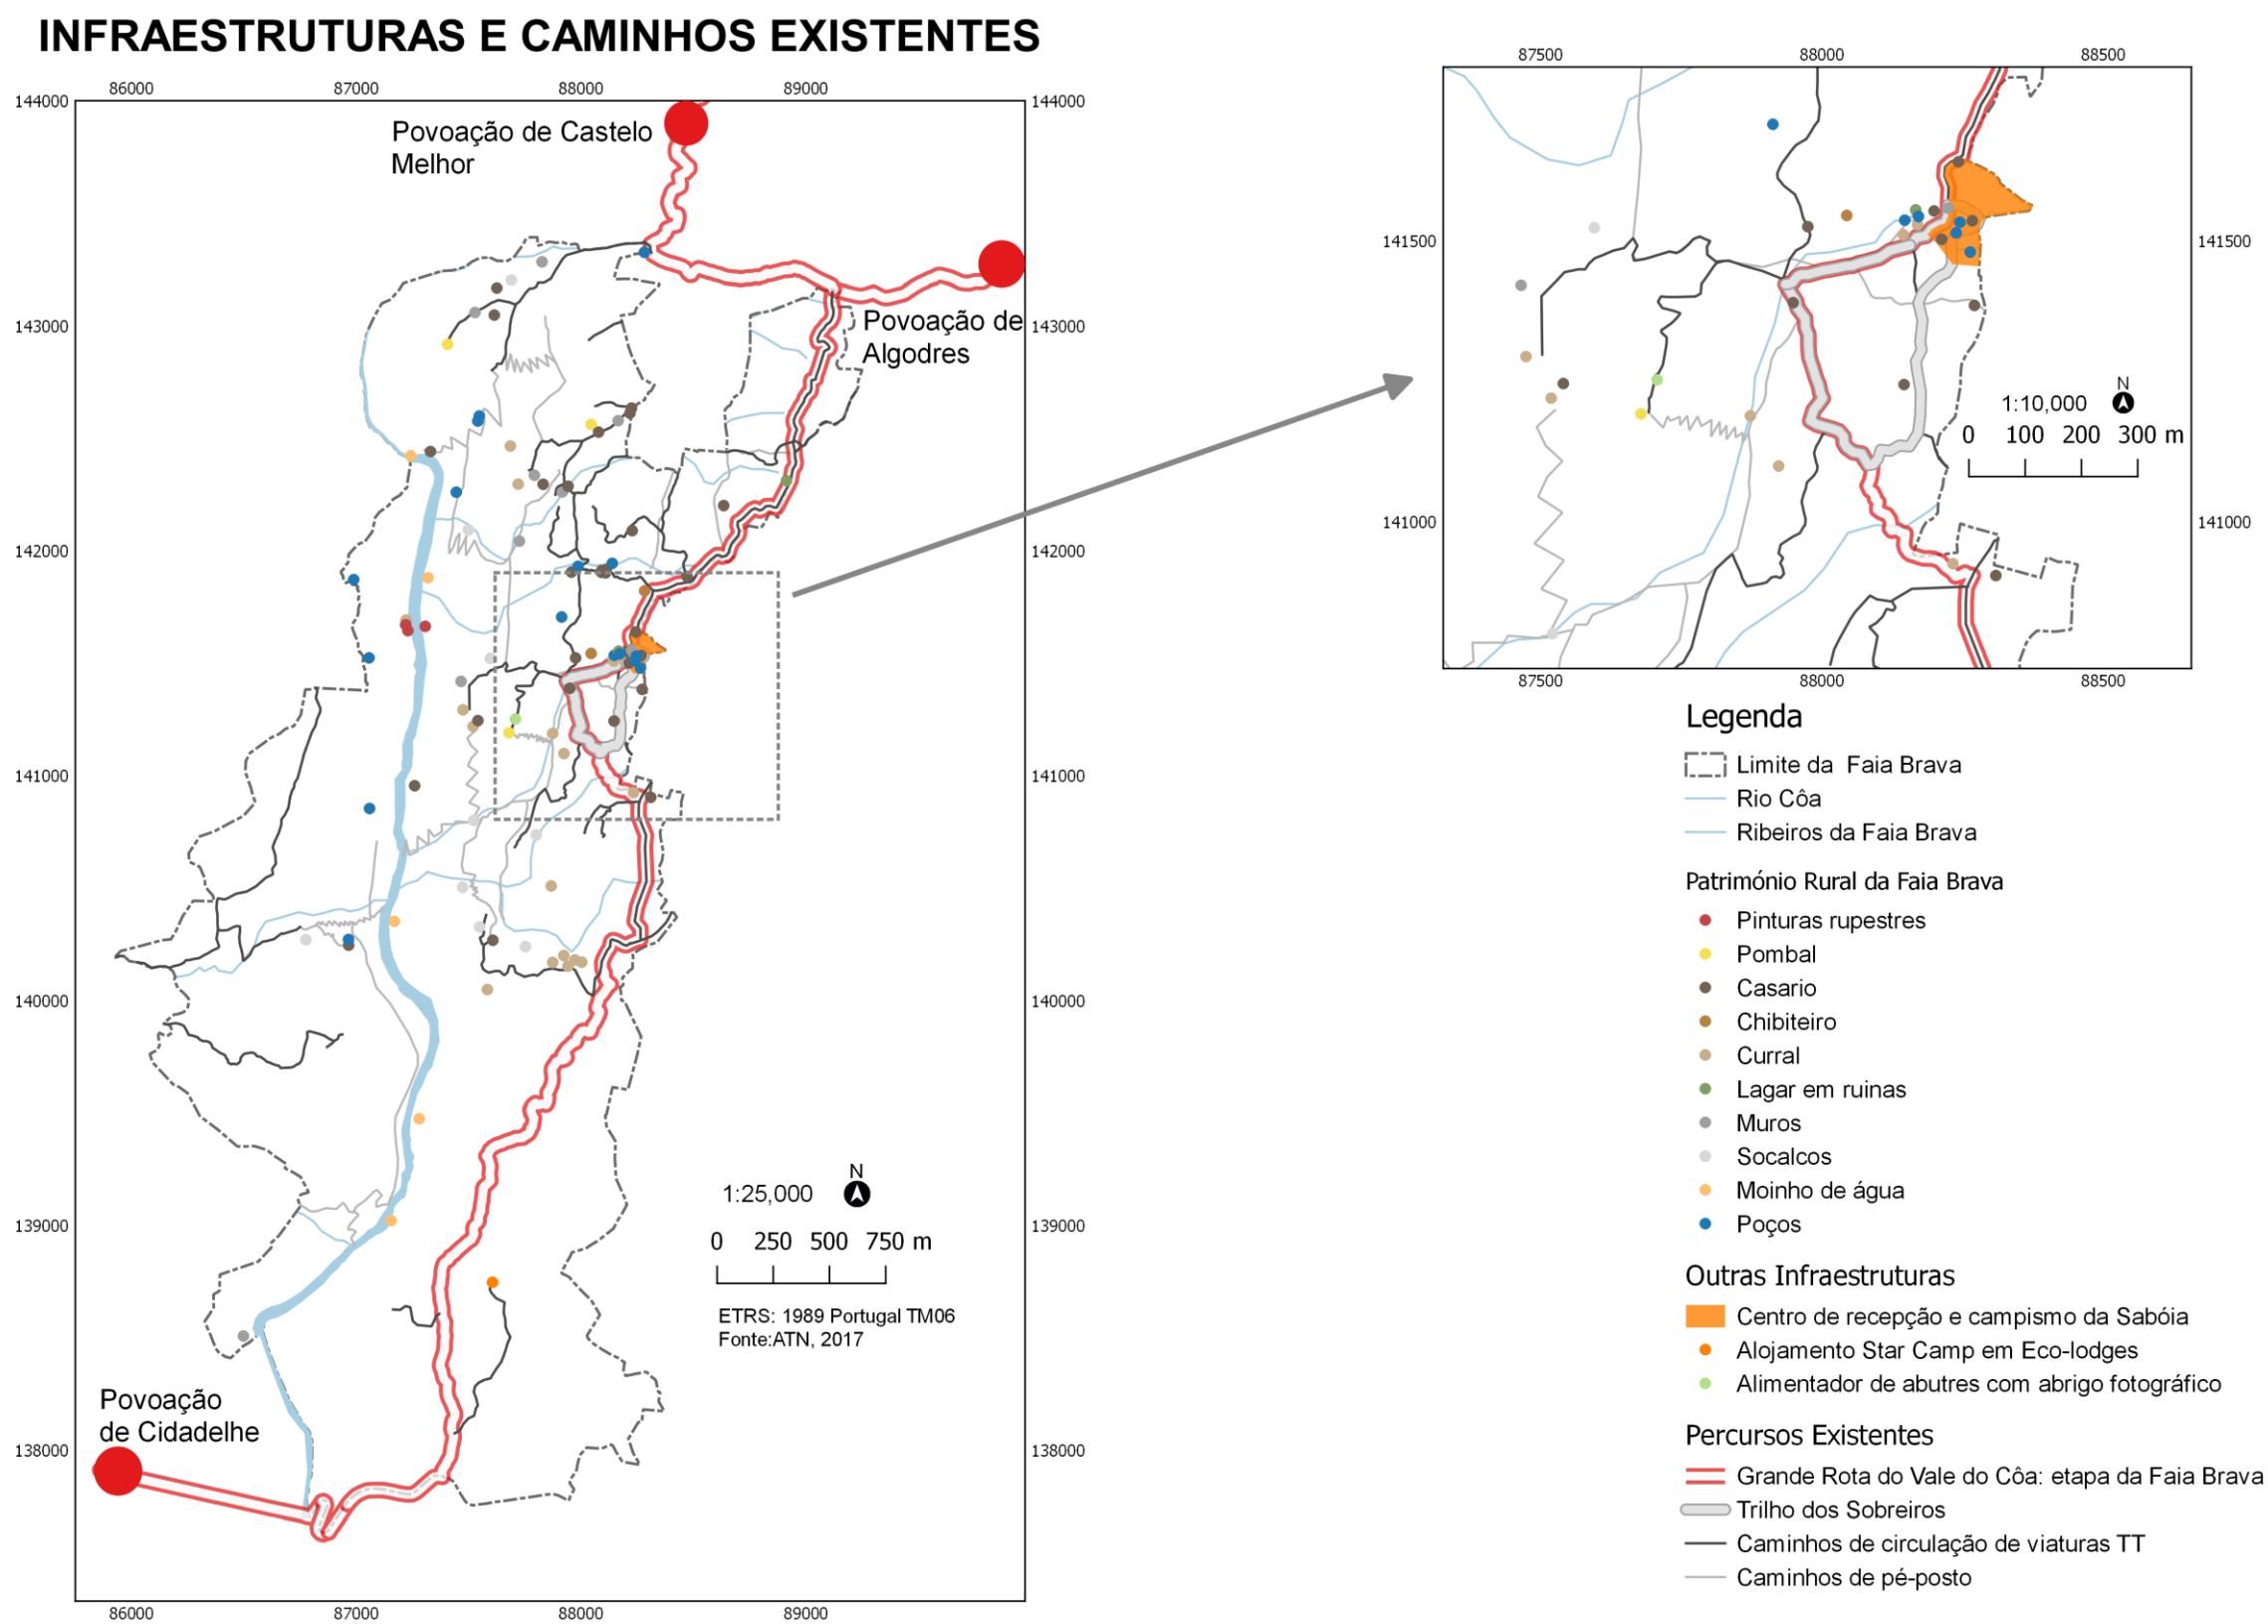 INFRAESTRUTURAS E CAMINHOS EXISTENTES
86000 87000 88000 89000
144000 144000
143000 143000
142000 142000
141000 141000
140000 140000
139000 139000
138000 138000
86000 87000 88000 89000
Povoação de Castelo
Melhor
Povoação de
Algodres
1:25,000
N
0 250 500 750 m
ETRS: 1989 Portugal TM06
Fonte:ATN, 2017
Povoação
de Cidadelhe
87500 88000 88500
141500 141500
141000 141000
87500 88000 88500
N
1:10,000
0 100 200 300 m
Legenda
Limite da Faia Brava
Rio Côa
Ribeiros da Faia Brava
Património Rural da Faia Brava
Pinturas rupestres
Pombal
Casario
Chibiteiro
Curral
Lagar em ruinas
Muros
Socalcos
Moinho de água
Poços
Outras Infraestruturas
Centro de recepção e campismo da Sabóia
Alojamento Star Camp em Eco-lodges
Alimentador de abutres com abrigo fotográfico
Percursos Existentes
Grande Rota do Vale do Côa: etapa da Faia Brava
Trilho dos Sobreiros
Caminhos de circulação de viaturas TT
Caminhos de pé-posto